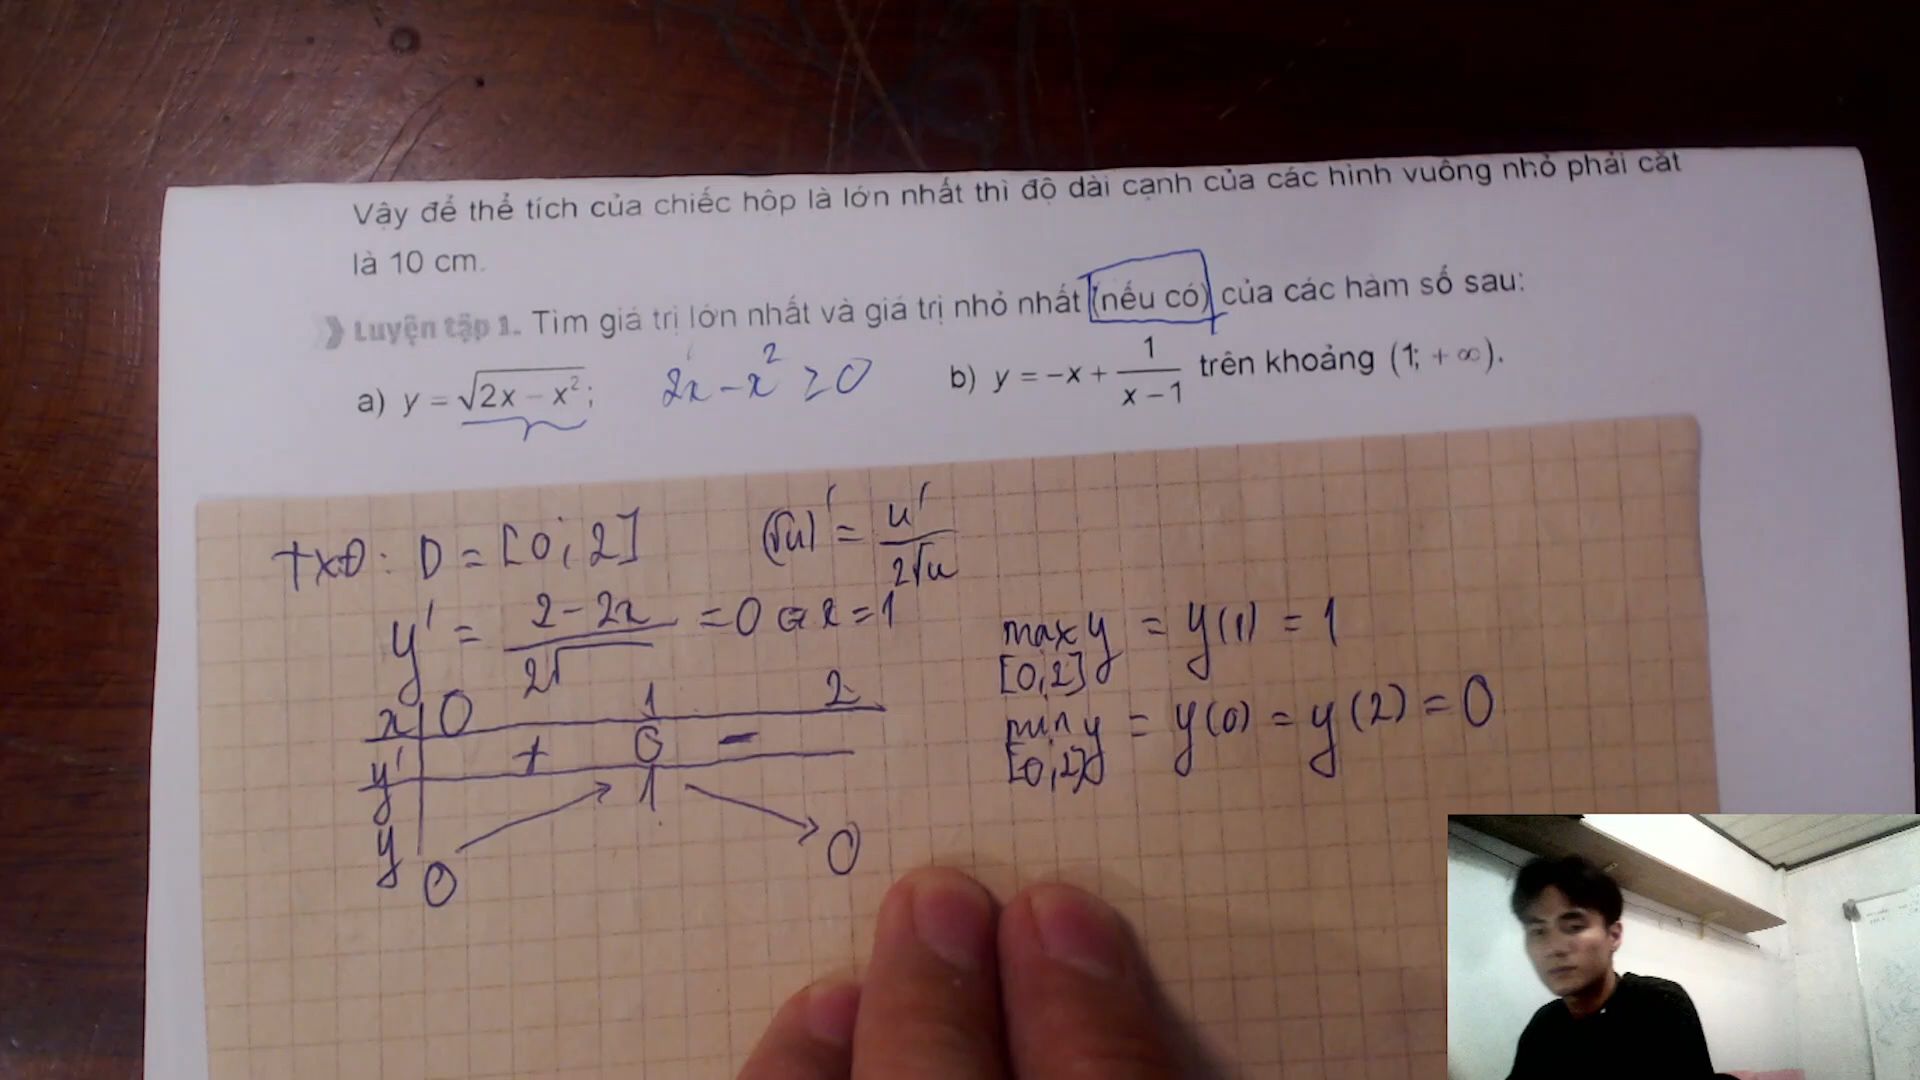 Vậy để thể tích của chiếc hộp là lớn nhất thì độ dài cạnh của các hình vuông nhỏ phải cắt
là 10 cm.
Luyện tập 1. Tìm giá trị lớn nhất và giá trị nhỏ nhất (nếu có) của các hàm số sau:
a) y = √(2x − x²); 2x − x² ≥ 0 b) y = −x + 1/(x − 1) trên khoảng (1; + ∞).
TXĐ: D = [0; 2] (√u)' = u'/(2√u)
y' = (2 − 2x)/(2√) = 0 ⇔ x = 1
max y = y(1) = 1
[0; 2]
min y = y(0) = y(2) = 0
[0; 2]
x 0 1 2
y' + 0 −
y 0 1 0